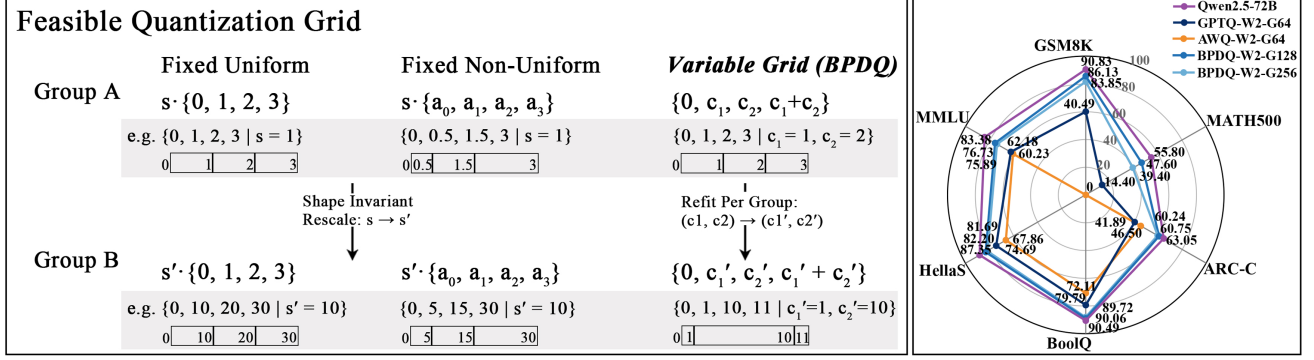 Feasible Quantization Grid
Fixed Uniform
Fixed Non-Uniform
Variable Grid (BPDQ)
Group A
s·{0, 1, 2, 3}
s·{a₀, a₁, a₂, a₃}
{0, c₁, c₂, c₁+c₂}
e.g. {0, 1, 2, 3 | s = 1}
{0, 0.5, 1.5, 3 | s = 1}
{0, 1, 2, 3 | c₁ = 1, c₂ = 2}
0 1 2 3
0 0.5 1.5 3
0 1 2 3
Shape Invariant
Rescale: s → s′
Refit Per Group:
(c1, c2) → (c1′, c2′)
Group B
s′·{0, 1, 2, 3}
s′·{a₀, a₁, a₂, a₃}
{0, c₁′, c₂′, c₁′ + c₂′}
e.g. {0, 10, 20, 30 | s′ = 10}
{0, 5, 15, 30 | s′ = 10}
{0, 1, 10, 11 | c₁′=1, c₂′=10}
0 10 20 30
0 5 15 30
0 1 10 11
Qwen2.5-72B
GPTQ-W2-G64
AWQ-W2-G64
BPDQ-W2-G128
BPDQ-W2-G256
GSM8K
100
90.83
86.13
83.85
80
40.49
60
MMLU
MATH500
83.38
76.73
75.89
62.18
60.23
40
55.80
47.60
39.40
20
0
14.40
41.89
46.50
60.24
60.75
63.05
81.69
82.20
87.35
67.86
74.69
HellaS
ARC-C
72.11
79.79
89.72
90.06
90.49
BoolQ